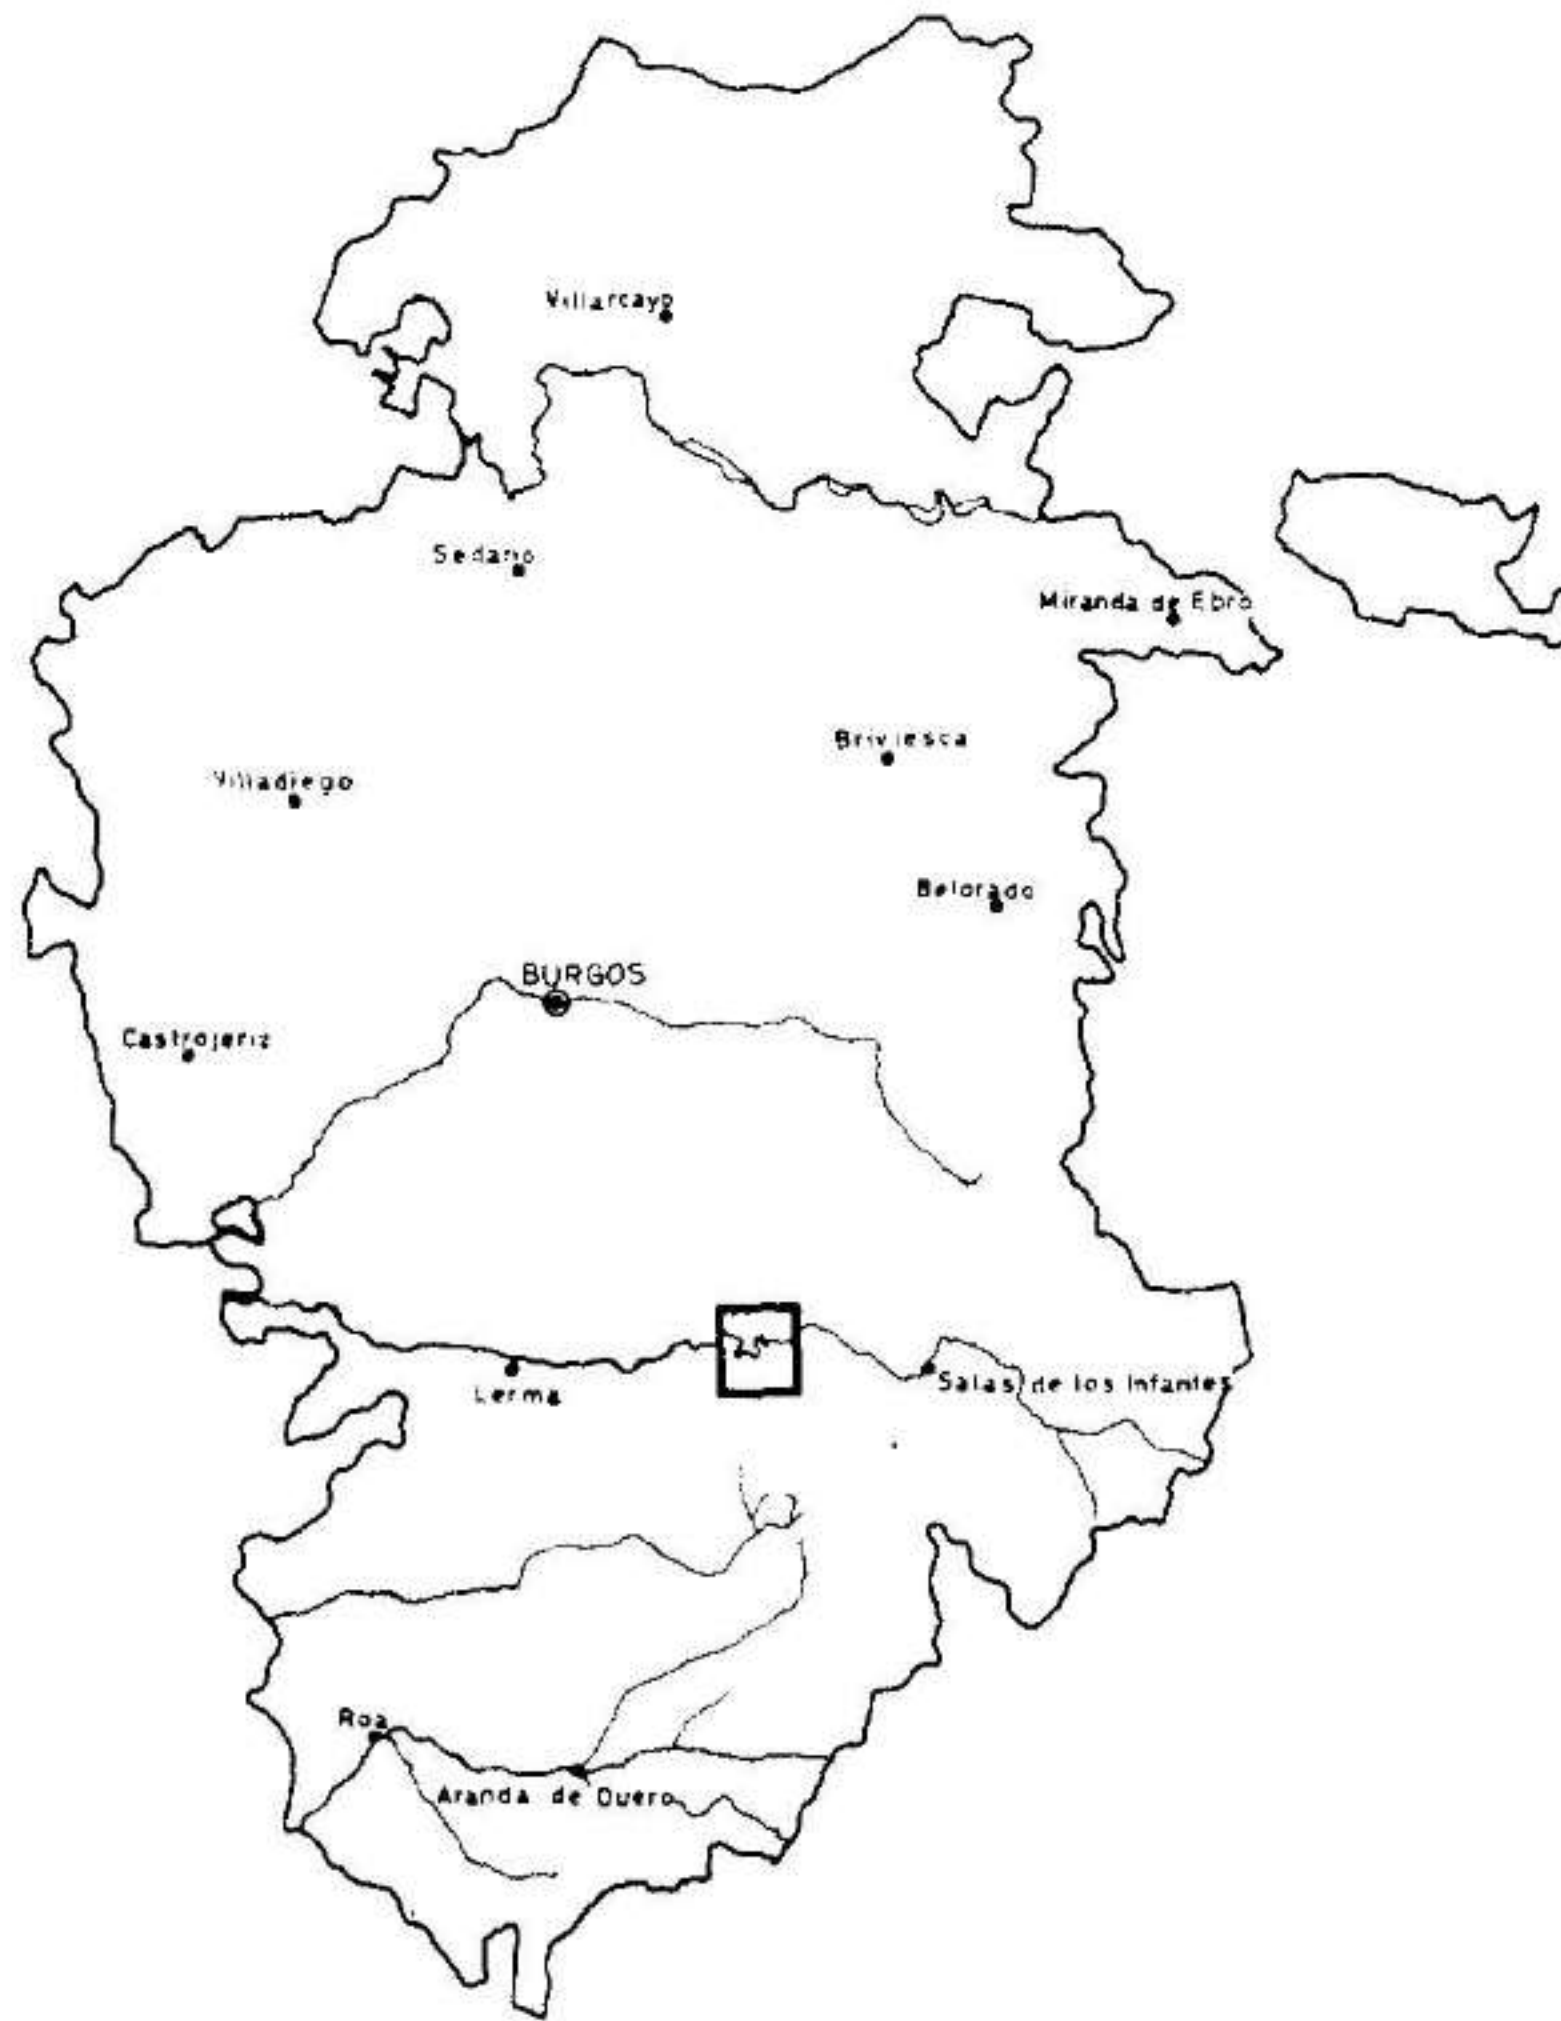 Villarcayo
Sedano
Miranda de Ebro
Briviesca
Villadiego
Belorado
BURGOS
Castrojeriz
Salas de los Infantes
Lerma
Roa
Aranda de Duero